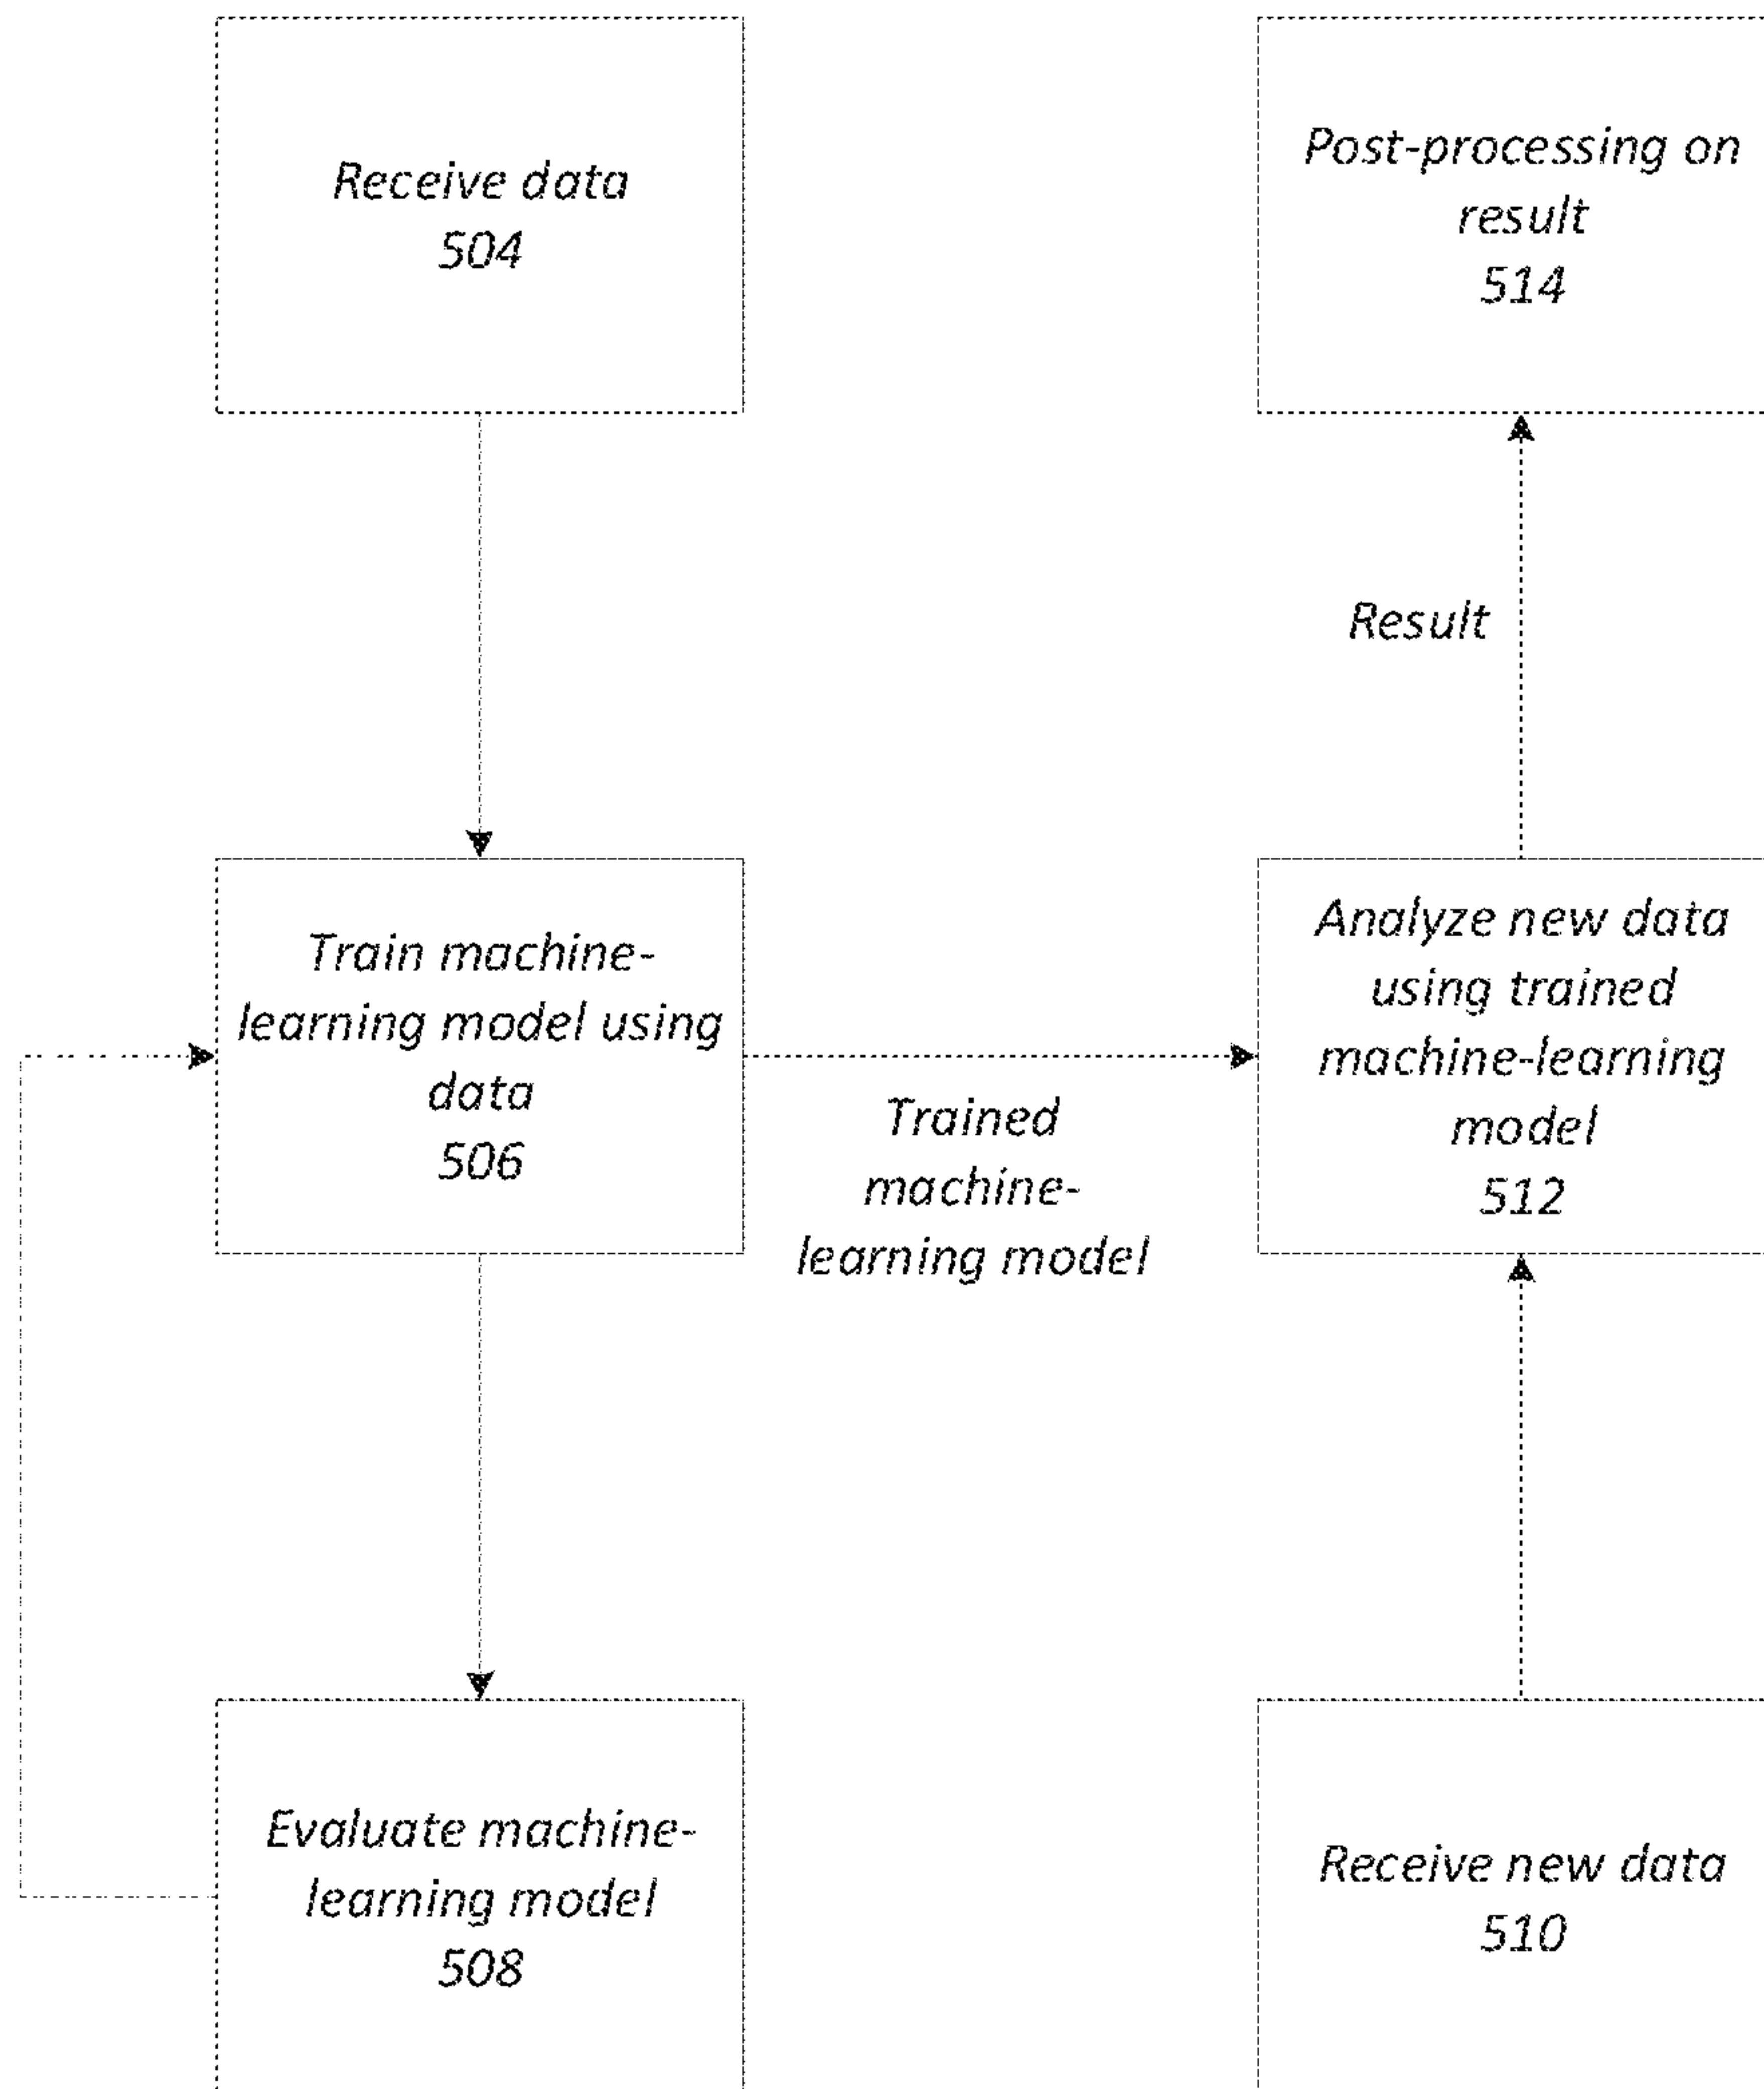 Receive data
504
Post-processing on
result
514
Result
Train machine-
learning model using
data
506
Trained
machine-
learning model
Analyze new data
using trained
machine-learning
model
512
Evaluate machine-
learning model
508
Receive new data
510